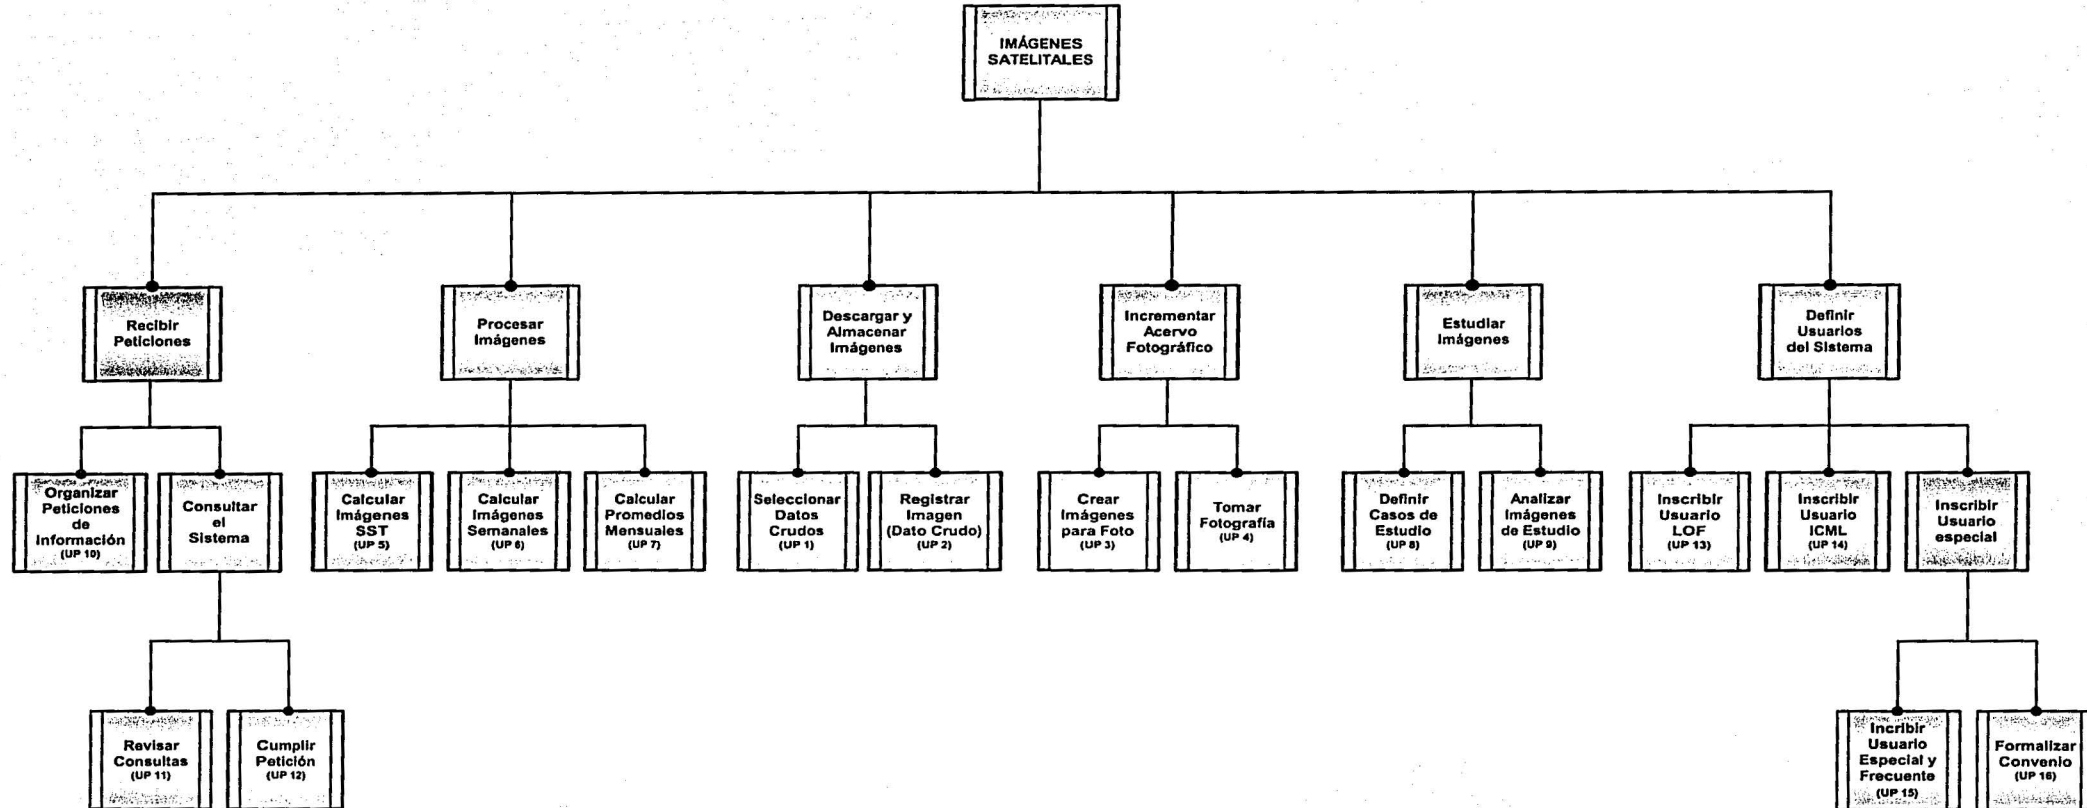 IMÁGENES
SATELITALES
Recibir
Peticiones
Procesar
Imágenes
Descargar y
Almacenar
Imágenes
Incrementar
Acervo
Fotográfico
Estudiar
Imágenes
Definir
Usuarios
del Sistema
Organizar
Peticiones
de
Información
(UP 10)
Consultar
el
Sistema
Calcular
Imágenes
SST
(UP 5)
Calcular
Imágenes
Semanales
(UP 6)
Calcular
Promedios
Mensuales
(UP 7)
Seleccionar
Datos
Crudos
(UP 1)
Registrar
Imagen
(Dato Crudo)
(UP 2)
Crear
Imágenes
para Foto
(UP 3)
Tomar
Fotografía
(UP 4)
Definir
Casos de
Estudio
(UP 8)
Analizar
Imágenes
de Estudio
(UP 9)
Inscribir
Usuario
LOF
(UP 13)
Inscribir
Usuario
ICML
(UP 14)
Inscribir
Usuario
especial
Revisar
Consultas
(UP 11)
Cumplir
Petición
(UP 12)
Incribir
Usuario
Especial y
Frecuente
(UP 15)
Formalizar
Convenio
(UP 16)